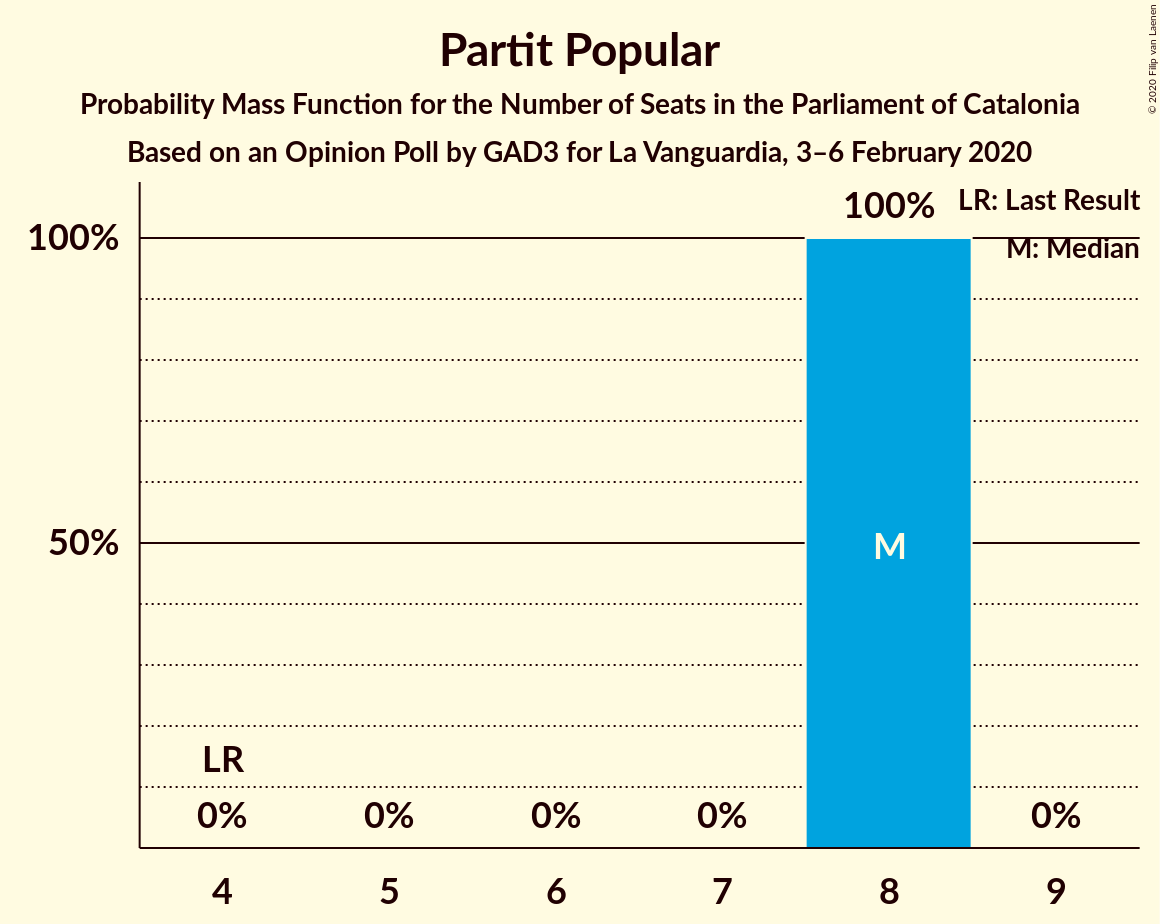 Partit Popular
Probability Mass Function for the Number of Seats in the Parliament of Catalonia
Based on an Opinion Poll by GAD3 for La Vanguardia, 3–6 February 2020
© 2020 Filip van Laenen
100%
LR: Last Result
100%
M: Median
50%
M
LR
0%
0%
0%
0%
0%
4
5
6
7
8
9